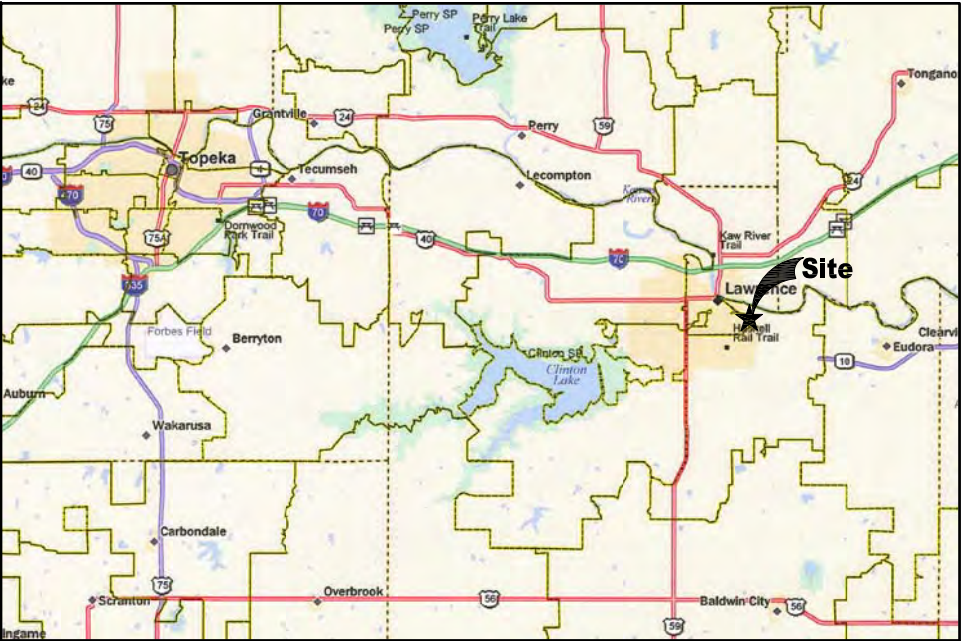 Perry SP
Perry Lake
Trail
Perry SP
Tongano
ke
24
75
Grantville
24
59
Perry
Topeka
40
4
Tecumseh
Lecompton
24
70
70
River
Dornwood
Park Trail
75A
40
Kaw River
Trail
70
Site
335
Lawrence
Forbes Field
Berryton
Haskell
Rail Trail
Clearvi
Eudora
10
Clinton SP
Clinton
Lake
Auburn
Wakarusa
Carbondale
75
Scranton
Overbrook
56
Baldwin City
56
59
ingame